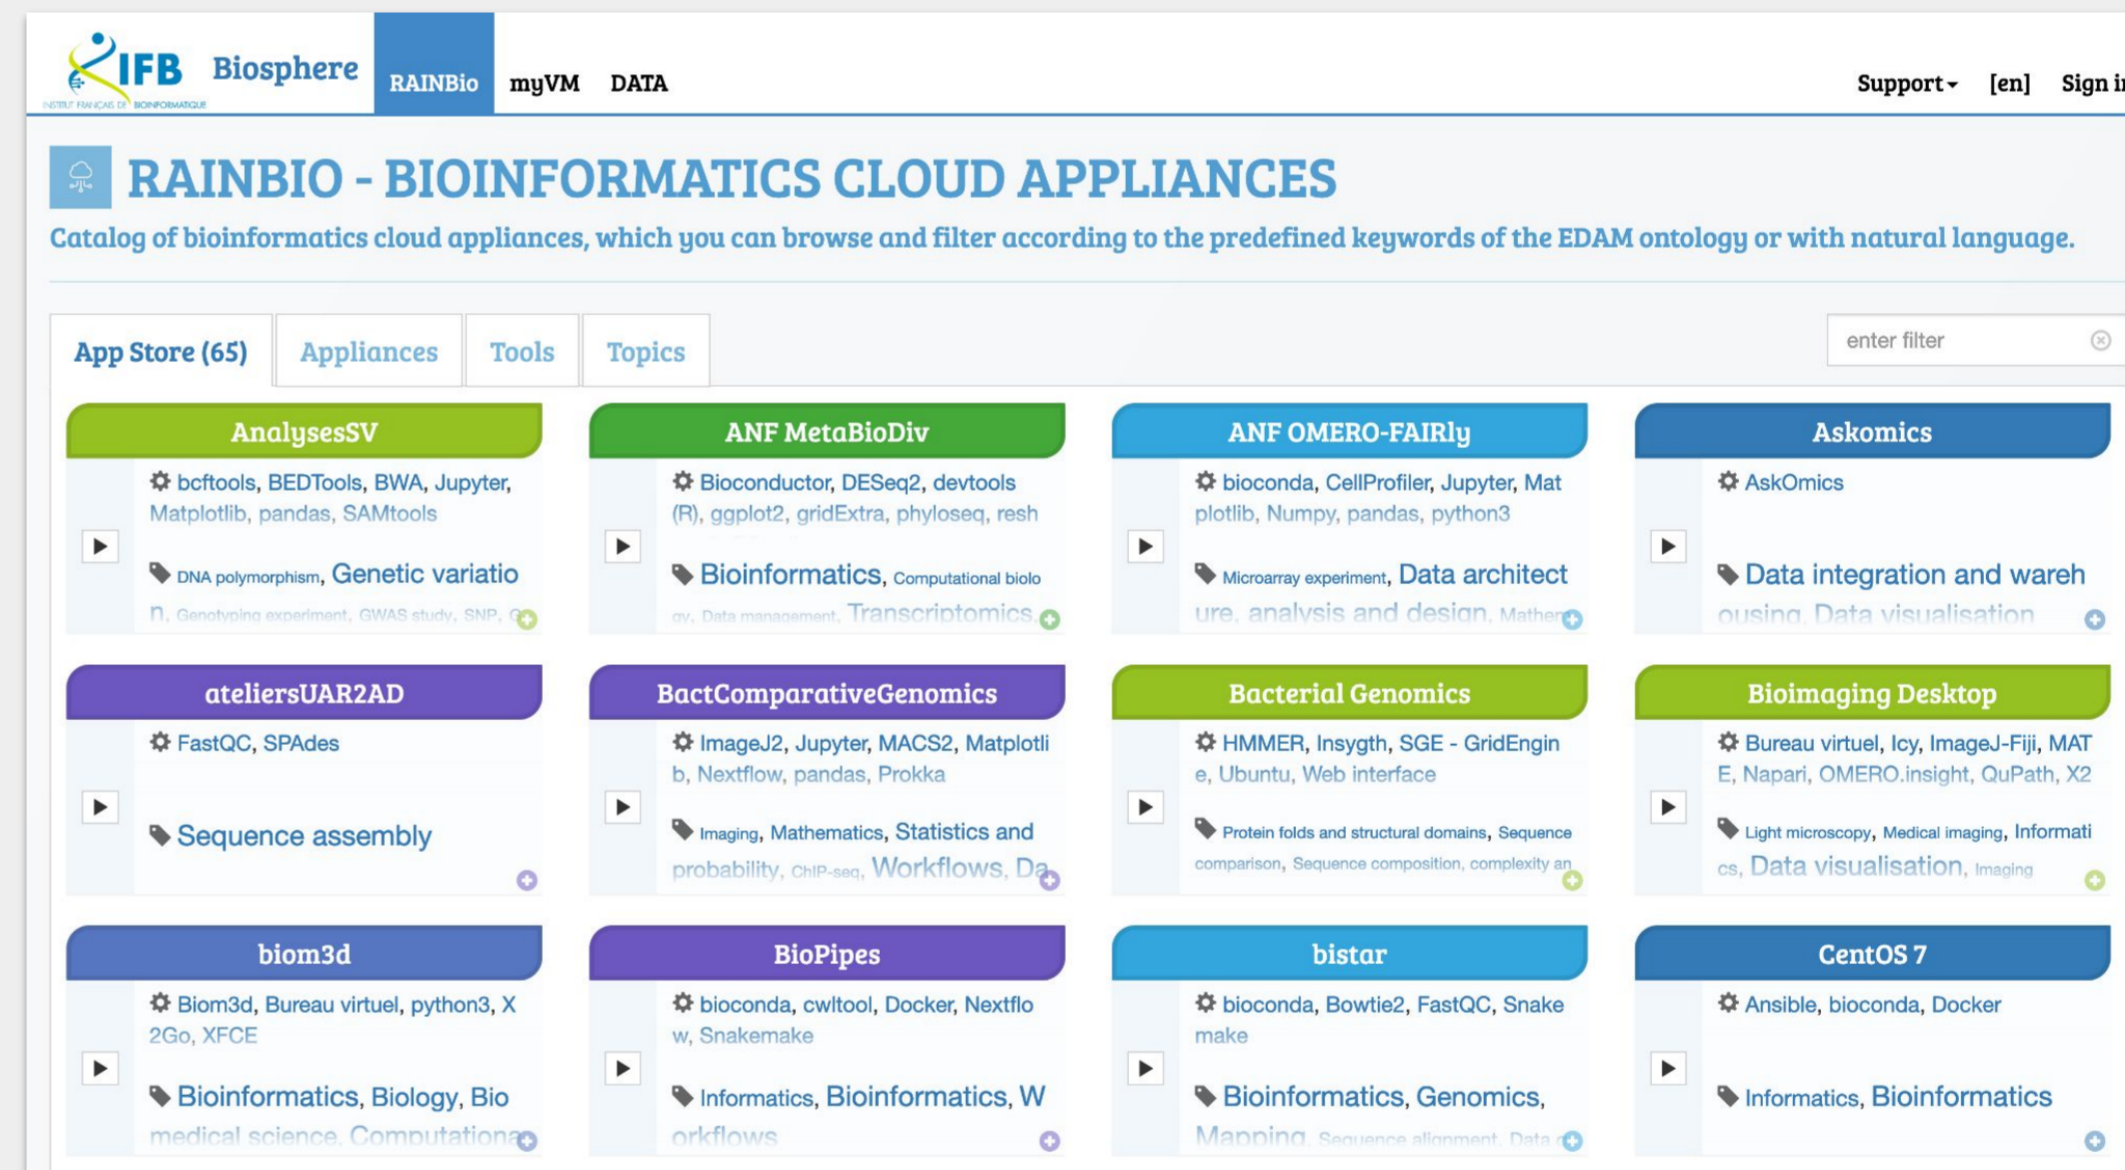 IFB
INSTITUT FRANÇAIS DE BIOINFORMATIQUE
Biosphere
RAINBio
myVM
DATA
Support
[en]
Sign in
RAINBIO - BIOINFORMATICS CLOUD APPLIANCES
Catalog of bioinformatics cloud appliances, which you can browse and filter according to the predefined keywords of the EDAM ontology or with natural language.
App Store (65)
Appliances
Tools
Topics
enter filter
AnalysesSV
bcftools, BEDTools, BWA, Jupyter,
Matplotlib, pandas, SAMtools
DNA polymorphism, Genetic variatio
n, Genotyping experiment, GWAS study, SNP,
ANF MetaBioDiv
Bioconductor, DESeq2, devtools
(R), ggplot2, gridExtra, phyloseq, resh
Bioinformatics, Computational biolo
gy, Data management, Transcriptomics,
ANF OMERO-FAIRly
bioconda, CellProfiler, Jupyter, Mat
plotlib, Numpy, pandas, python3
Microarray experiment, Data architect
ure, analysis and design, Mathem
Askomics
AskOmics
Data integration and wareh
ousing, Data visualisation
ateliersUAR2AD
FastQC, SPAdes
Sequence assembly
BactComparativeGenomics
ImageJ2, Jupyter, MACS2, Matplotli
b, Nextflow, pandas, Prokka
Imaging, Mathematics, Statistics and
probability, ChIP-seq, Workflows, Da
Bacterial Genomics
HMMER, Insygth, SGE - GridEngin
e, Ubuntu, Web interface
Protein folds and structural domains, Sequence
comparison, Sequence composition, complexity an
Bioimaging Desktop
Bureau virtuel, Icy, ImageJ-Fiji, MAT
E, Napari, OMERO.insight, QuPath, X2
Light microscopy, Medical imaging, Informati
cs, Data visualisation, Imaging
biom3d
Biom3d, Bureau virtuel, python3, X
2Go, XFCE
Bioinformatics, Biology, Bio
medical science, Computationa
BioPipes
bioconda, cwltool, Docker, Nextflo
w, Snakemake
Informatics, Bioinformatics, W
orkflows
bistar
bioconda, Bowtie2, FastQC, Snake
make
Bioinformatics, Genomics,
Mapping, Sequence alignment, Data
CentOS 7
Ansible, bioconda, Docker
Informatics, Bioinformatics